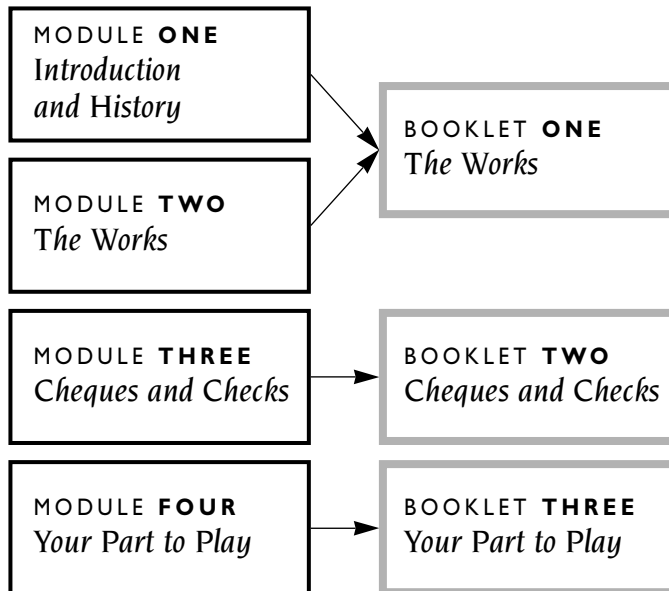 MODULE ONE
Introduction
and History
BOOKLET ONE
The Works
MODULE TWO
The Works
MODULE THREE
Cheques and Checks
BOOKLET TWO
Cheques and Checks
MODULE FOUR
Your Part to Play
BOOKLET THREE
Your Part to Play